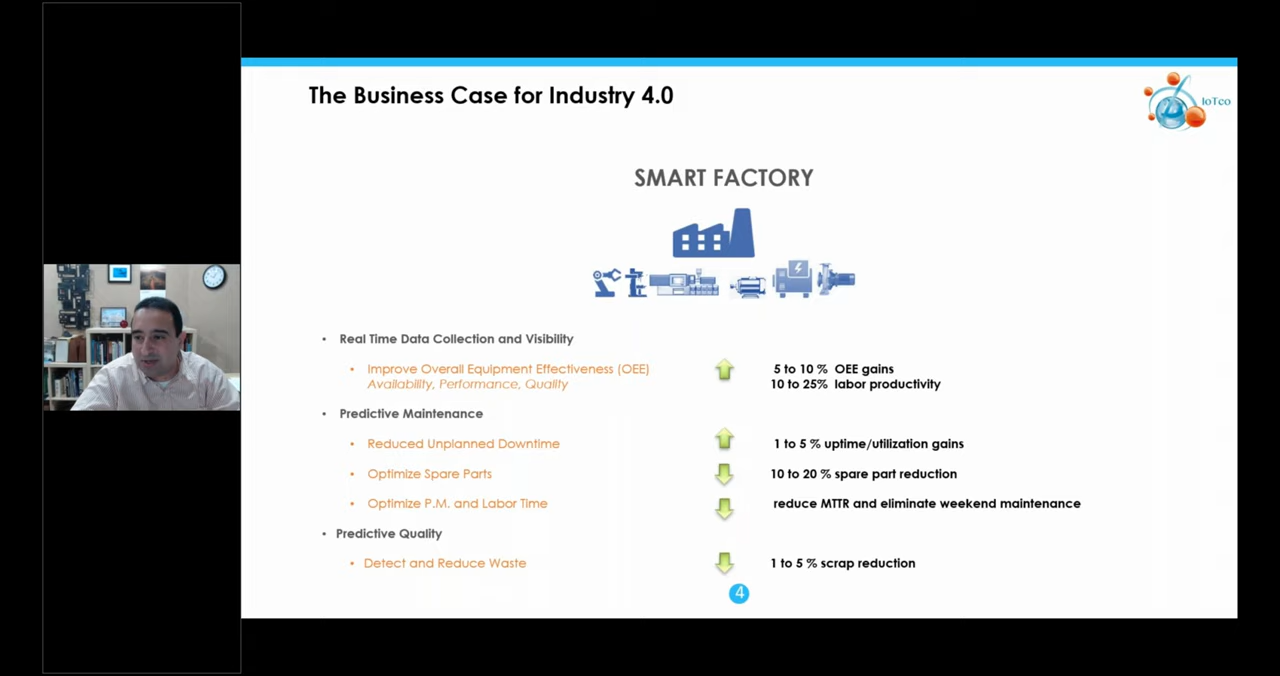 The Business Case for Industry 4.0
IoTco
SMART FACTORY
• Real Time Data Collection and Visibility
• Improve Overall Equipment Effectiveness (OEE)
Availability, Performance, Quality
5 to 10 % OEE gains
10 to 25% labor productivity
• Predictive Maintenance
• Reduced Unplanned Downtime
1 to 5 % uptime/utilization gains
• Optimize Spare Parts
10 to 20 % spare part reduction
• Optimize P.M. and Labor Time
reduce MTTR and eliminate weekend maintenance
• Predictive Quality
• Detect and Reduce Waste
1 to 5 % scrap reduction
4